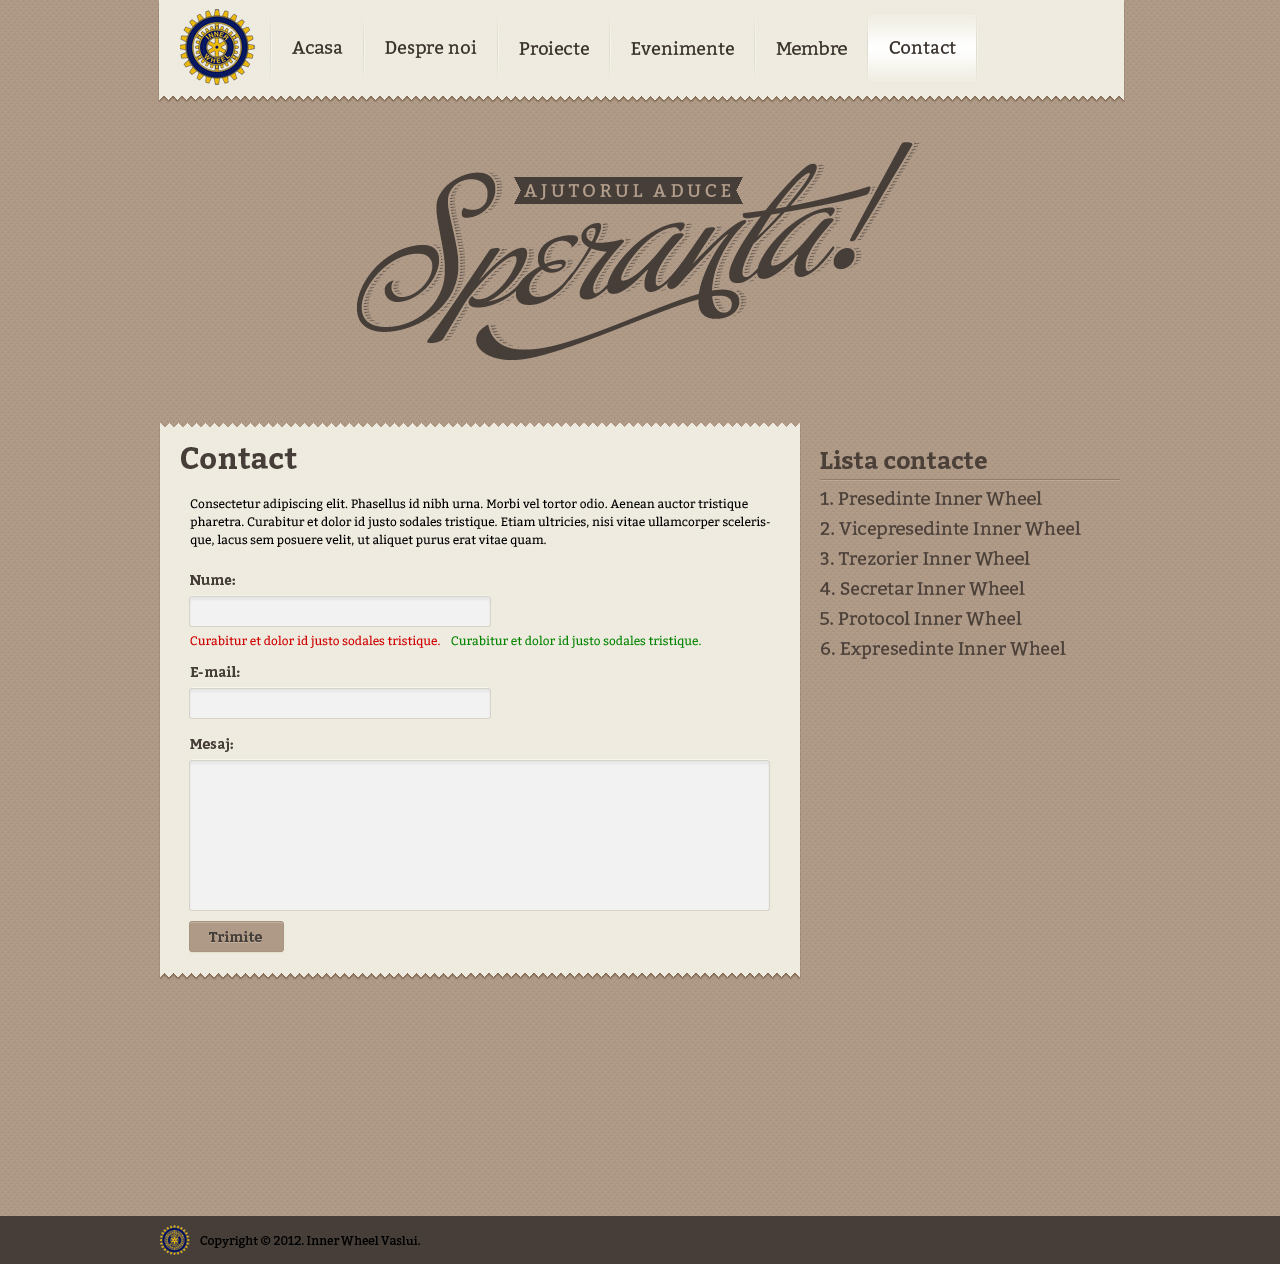 INNER
WHEEL
Acasa
Despre noi
Proiecte
Evenimente
Membre
Contact
AJUTORUL ADUCE
Speranta!
Contact
Consectetur adipiscing elit. Phasellus id nibh urna. Morbi vel tortor odio. Aenean auctor tristique
pharetra. Curabitur et dolor id justo sodales tristique. Etiam ultricies, nisi vitae ullamcorper sceleris-
que, lacus sem posuere velit, ut aliquet purus erat vitae quam.
Nume:
Curabitur et dolor id justo sodales tristique. Curabitur et dolor id justo sodales tristique.
E-mail:
Mesaj:
Trimite
Lista contacte
1. Presedinte Inner Wheel
2. Vicepresedinte Inner Wheel
3. Trezorier Inner Wheel
4. Secretar Inner Wheel
5. Protocol Inner Wheel
6. Expresedinte Inner Wheel
Copyright © 2012. Inner Wheel Vaslui.